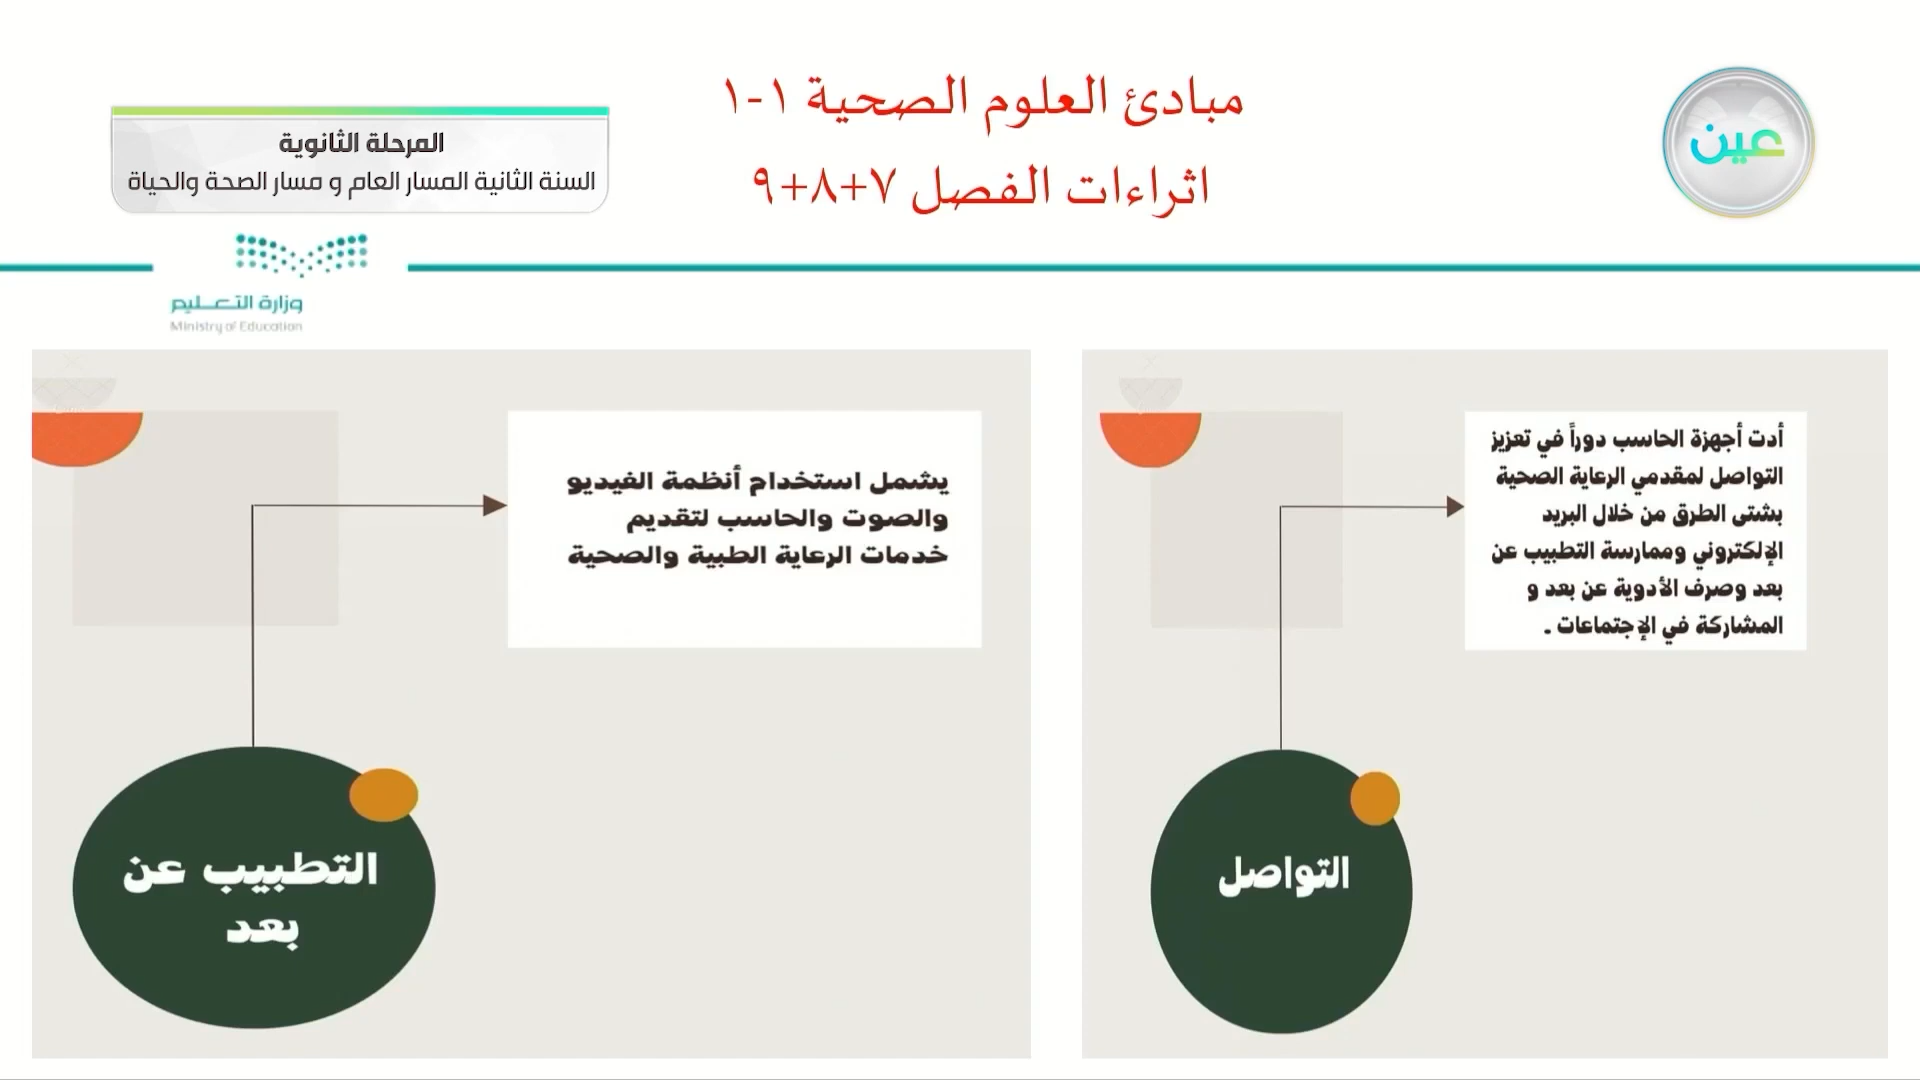 مبادئ العلوم الصحية ١-١
اثراءات الفصل ٧+٨+٩
عين
المرحلة الثانوية
السنة الثانية المسار العام و مسار الصحة والحياة
وزارة التعليم
Ministry of Education
أدت أجهزة الحاسب دوراً في تعزيز
التواصل لمقدمي الرعاية الصحية
بشتى الطرق من خلال البريد
الإلكتروني وممارسة التطبيب عن
بعد وصرف الأدوية عن بعد و
المشاركة في الإجتماعات .
التواصل
يشمل استخدام أنظمة الفيديو
والصوت والحاسب لتقديم
خدمات الرعاية الطبية والصحية
التطبيب عن
بعد